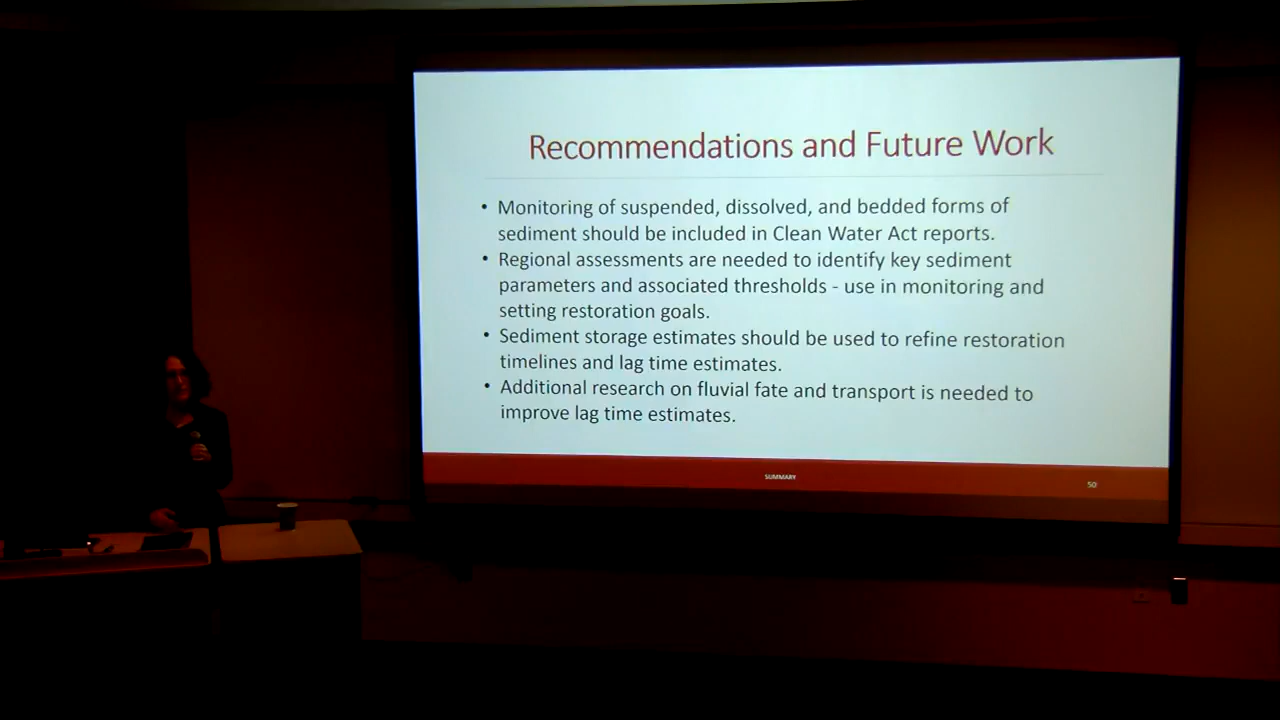 Recommendations and Future Work
• Monitoring of suspended, dissolved, and bedded forms of
sediment should be included in Clean Water Act reports.
• Regional assessments are needed to identify key sediment
parameters and associated thresholds - use in monitoring and
setting restoration goals.
• Sediment storage estimates should be used to refine restoration
timelines and lag time estimates.
• Additional research on fluvial fate and transport is needed to
improve lag time estimates.
SUMMARY
50